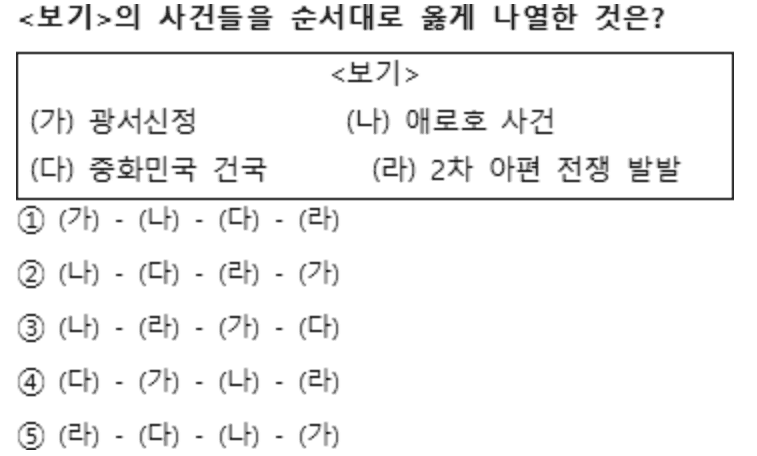 <보기>의 사건들을 순서대로 옳게 나열한 것은?
<보기>
(가) 광서신정 (나) 애로호 사건
(다) 중화민국 건국 (라) 2차 아편 전쟁 발발
① (가) - (나) - (다) - (라)
② (나) - (다) - (라) - (가)
③ (나) - (라) - (가) - (다)
④ (다) - (가) - (나) - (라)
⑤ (라) - (다) - (나) - (가)